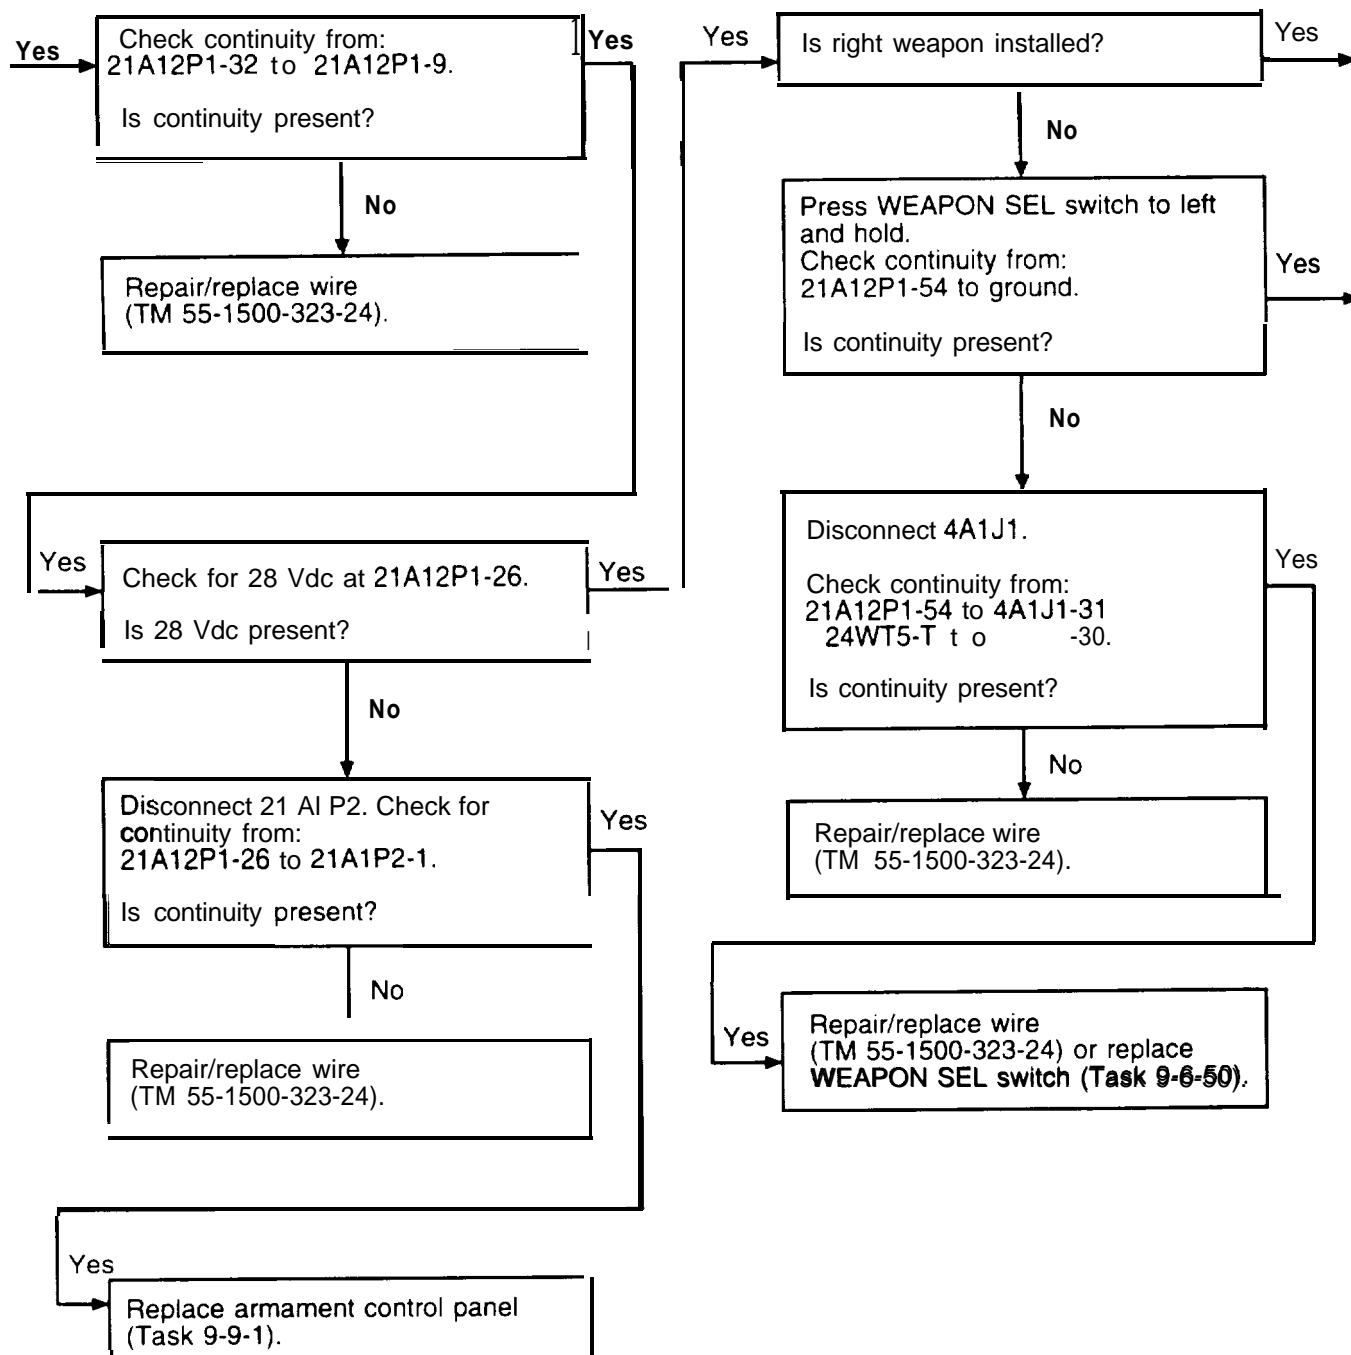 Yes
Check continuity from:
21A12P1-32 to 21A12P1-9.
Is continuity present?
Yes
No
Repair/replace wire
(TM 55-1500-323-24).
Yes
Check for 28 Vdc at 21A12P1-26.
Is 28 Vdc present?
Yes
No
Disconnect 21 Al P2. Check for
continuity from:
21A12P1-26 to 21A1P2-1.
Is continuity present?
Yes
No
Repair/replace wire
(TM 55-1500-323-24).
Yes
Replace armament control panel
(Task 9-9-1).
Yes
Is right weapon installed?
Yes
No
Press WEAPON SEL switch to left
and hold.
Check continuity from:
21A12P1-54 to ground.
Is continuity present?
Yes
No
Disconnect 4A1J1.
Check continuity from:
21A12P1-54 to 4A1J1-31
24WT5-T t o -30.
Is continuity present?
Yes
No
Repair/replace wire
(TM 55-1500-323-24).
Yes
Repair/replace wire
(TM 55-1500-323-24) or replace
WEAPON SEL switch (Task 9-6-50).